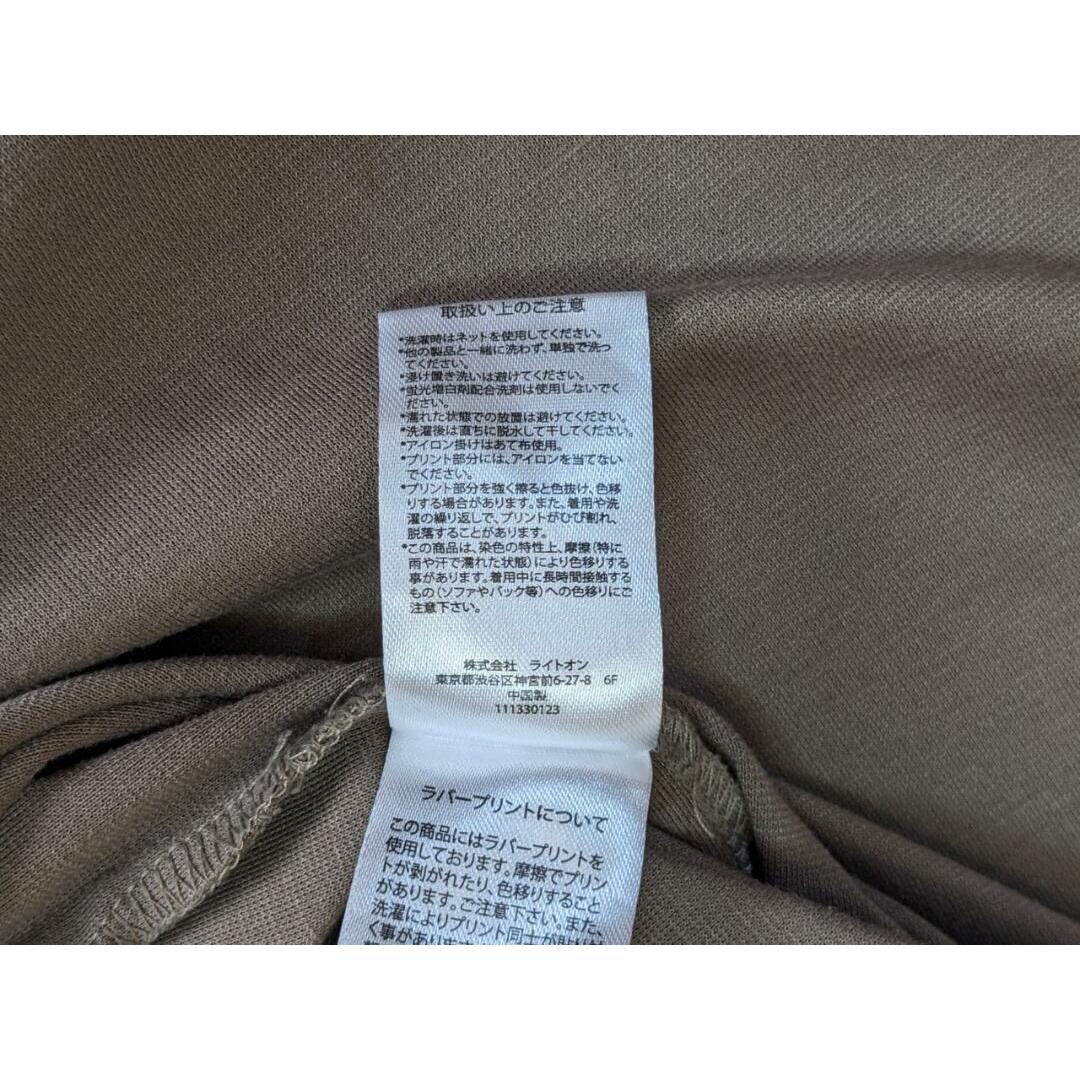 取扱い上のご注意
*洗濯時はネットを使用してください。
*他の製品と一緒に洗わず、単独で洗っ
てください。
*浸け置き洗いは避けてください。
*蛍光増白剤配合洗剤は使用しないでく
ださい。
*濡れた状態での放置は避けてください。
*洗濯後は直ちに脱水して干してください。
*アイロン掛けはあて布使用。
*プリント部分には、アイロンを当てない
でください。
*プリント部分を強く擦ると色抜け、色移
りする場合があります。また、着用や洗
濯の繰り返しで、プリントがひび割れ、
脱落することがあります。
*この商品は、染色の特性上、摩擦(特に
雨や汗で濡れた状態)により色移りする
事があります。着用中に長時間接触する
もの(ソファやバック等)への色移りにご
注意下さい。
株式会社 ライトオン
東京都渋谷区神宮前6-27-8 6F
中国製
111330123
ラバープリントについて
この商品にはラバープリントを
使用しております。摩擦でプリン
トが剥がれたり、色移りすること
があります。ご注意下さい。また、
洗濯によりプリント同士が貼り
く事があります